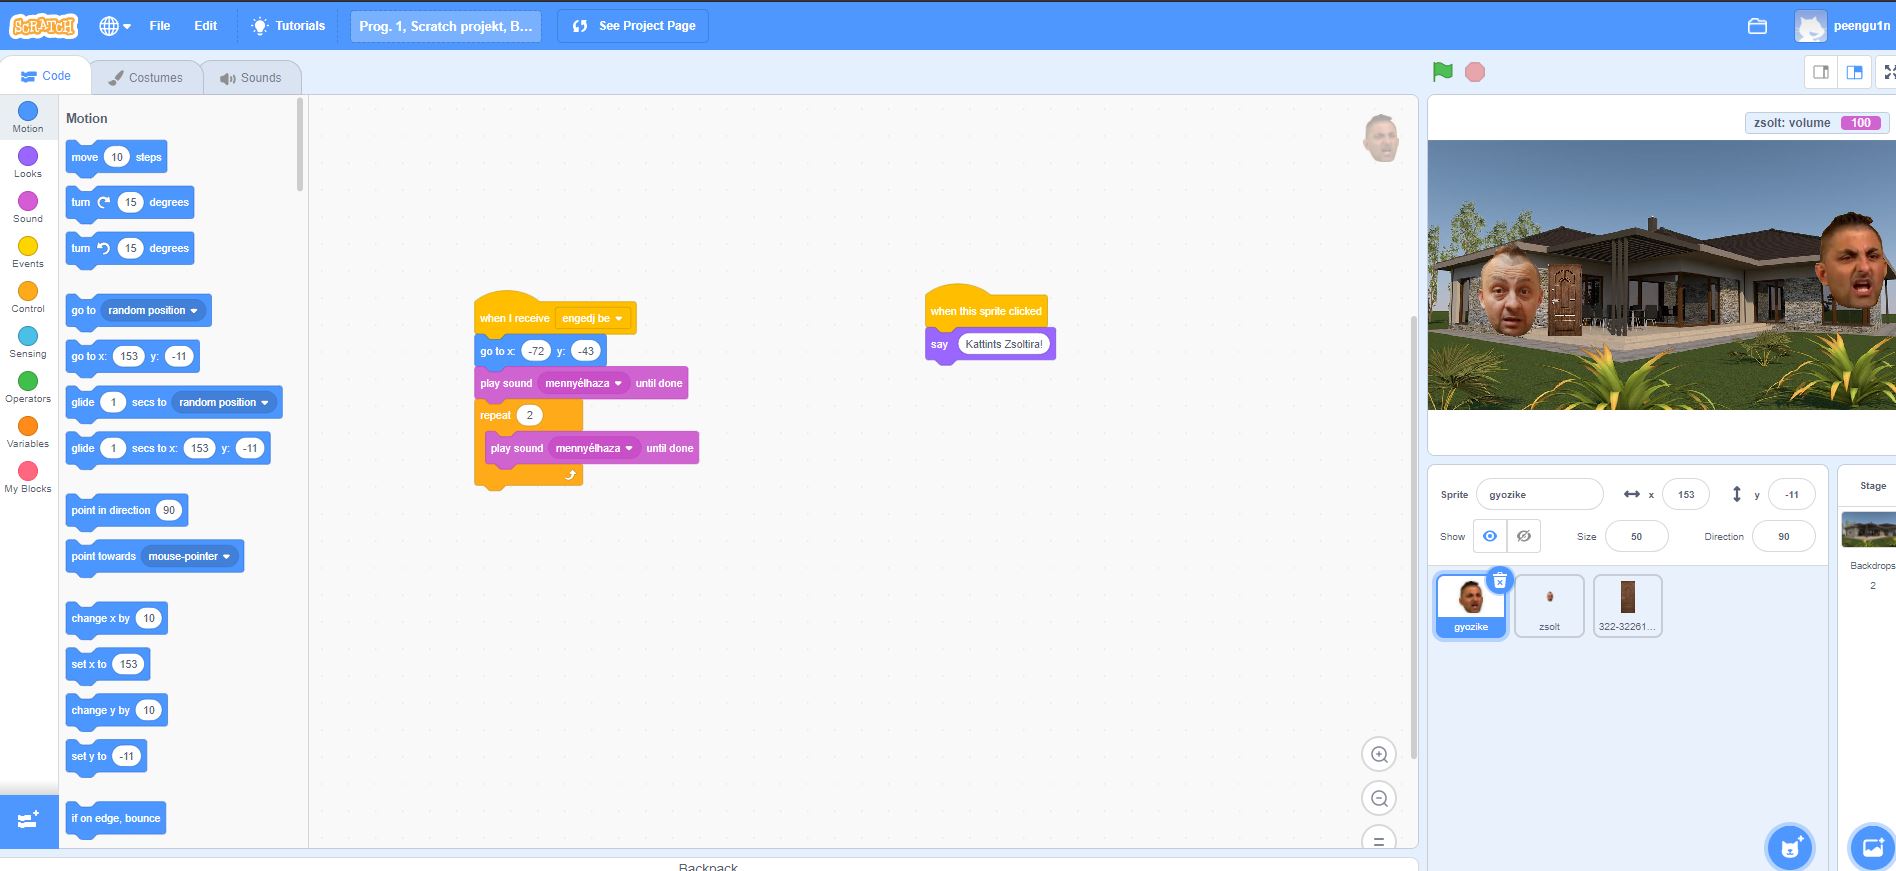 SCRATCH
File
Edit
Tutorials
Prog. 1, Scratch projekt, B...
See Project Page
peengu1n
Code
Costumes
Sounds
Motion
Looks
Sound
Events
Control
Sensing
Operators
Variables
My Blocks
Motion
move 10 steps
turn 15 degrees
turn 15 degrees
go to random position
go to x: 153 y: -11
glide 1 secs to random position
glide 1 secs to x: 153 y: -11
point in direction 90
point towards mouse-pointer
change x by 10
set x to 153
change y by 10
set y to -11
if on edge, bounce
when I receive engedj be
go to x: -72 y: -43
play sound mennyélhaza until done
repeat 2
play sound mennyélhaza until done
when this sprite clicked
say Kattints Zsoltira!
Backpack
zsolt: volume 100
Sprite gyozike x 153 y -11
Show Size 50 Direction 90
gyozike
zsolt
322-32261...
Stage
Backdrops
2